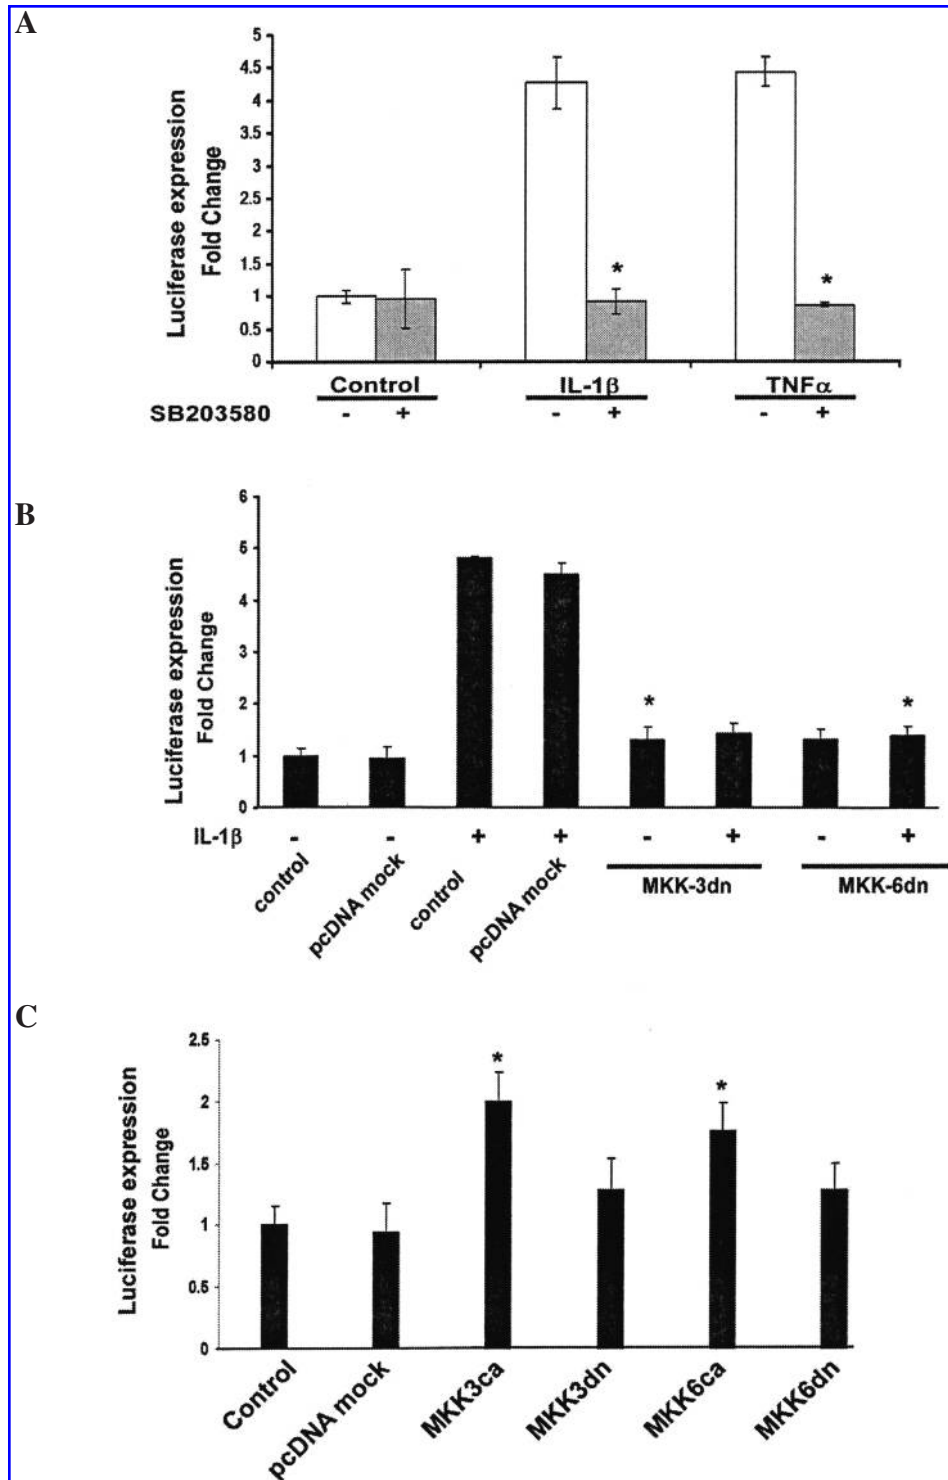 A
Luciferase expression
Fold Change
5
4.5
4
3.5
3
2.5
2
1.5
1
0.5
0
*
*
Control
IL-1β
TNFα
SB203580 - + - + - +
B
Luciferase expression
Fold Change
6
5
4
3
2
1
0
*
*
IL-1β - - + + - + - +
control
pcDNA mock
control
pcDNA mock
MKK-3dn
MKK-6dn
C
Luciferase expression
Fold Change
2.5
2
1.5
1
0.5
0
*
*
Control
pcDNA mock
MKK3ca
MKK3dn
MKK6ca
MKK6dn